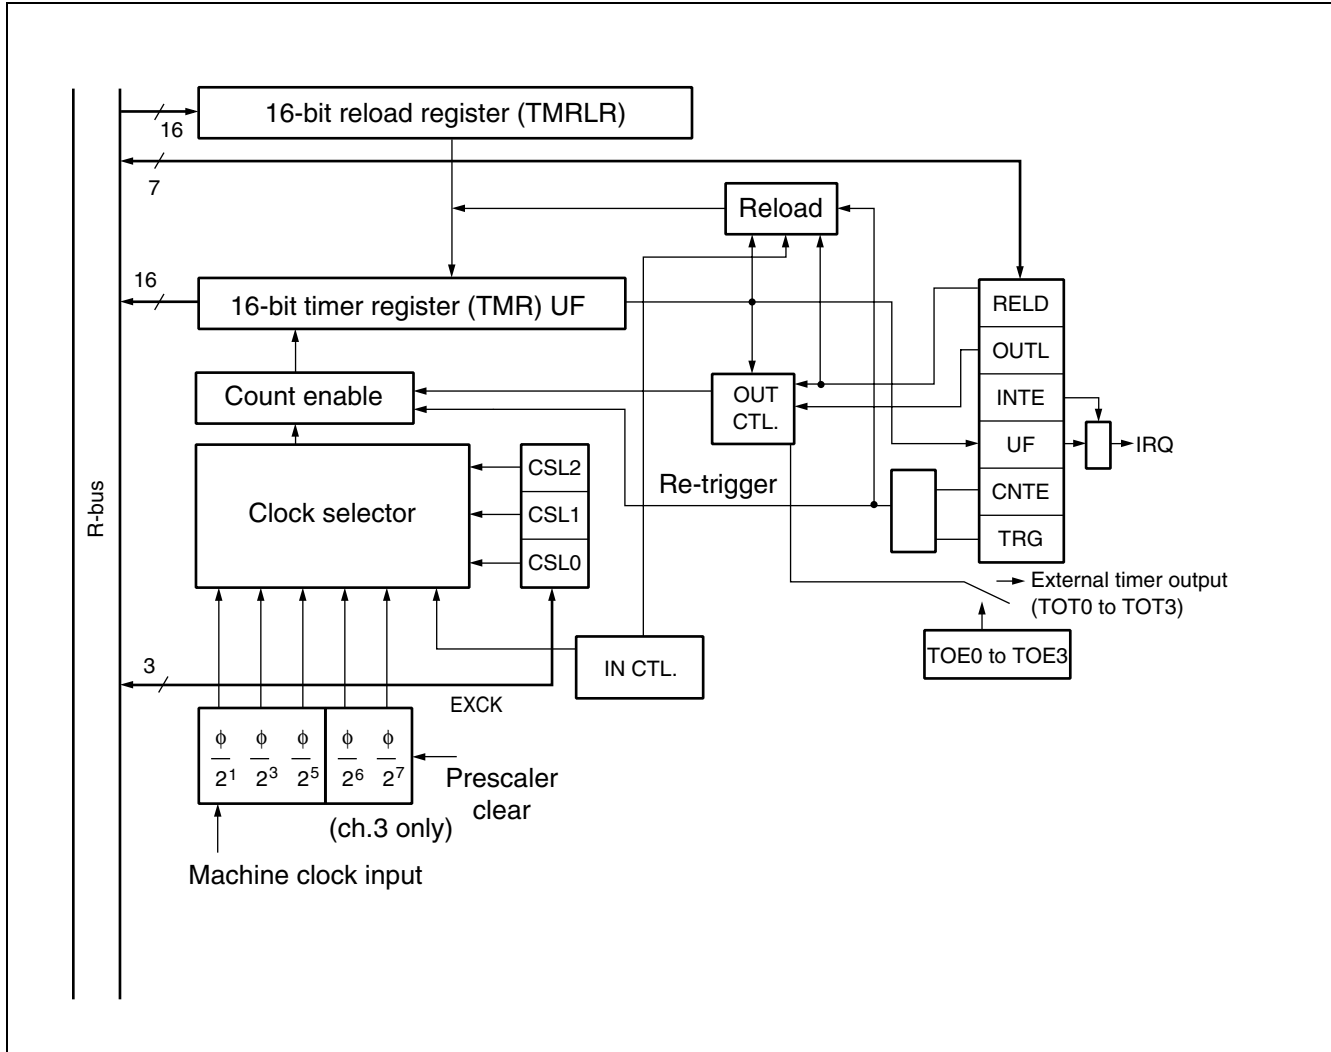 16-bit reload register (TMRLR)
16
7
Reload
16
16-bit timer register (TMR) UF
RELD
OUTL
INTE
UF
CNTE
TRG
Count enable
OUT
CTL.
IRQ
CSL2
CSL1
CSL0
Clock selector
Re-trigger
R-bus
External timer output
(TOT0 to TOT3)
TOE0 to TOE3
IN CTL.
3
EXCK
ϕ ϕ ϕ ϕ ϕ
2¹ 2³ 2⁵ 2⁶ 2⁷
Prescaler
clear
(ch.3 only)
Machine clock input